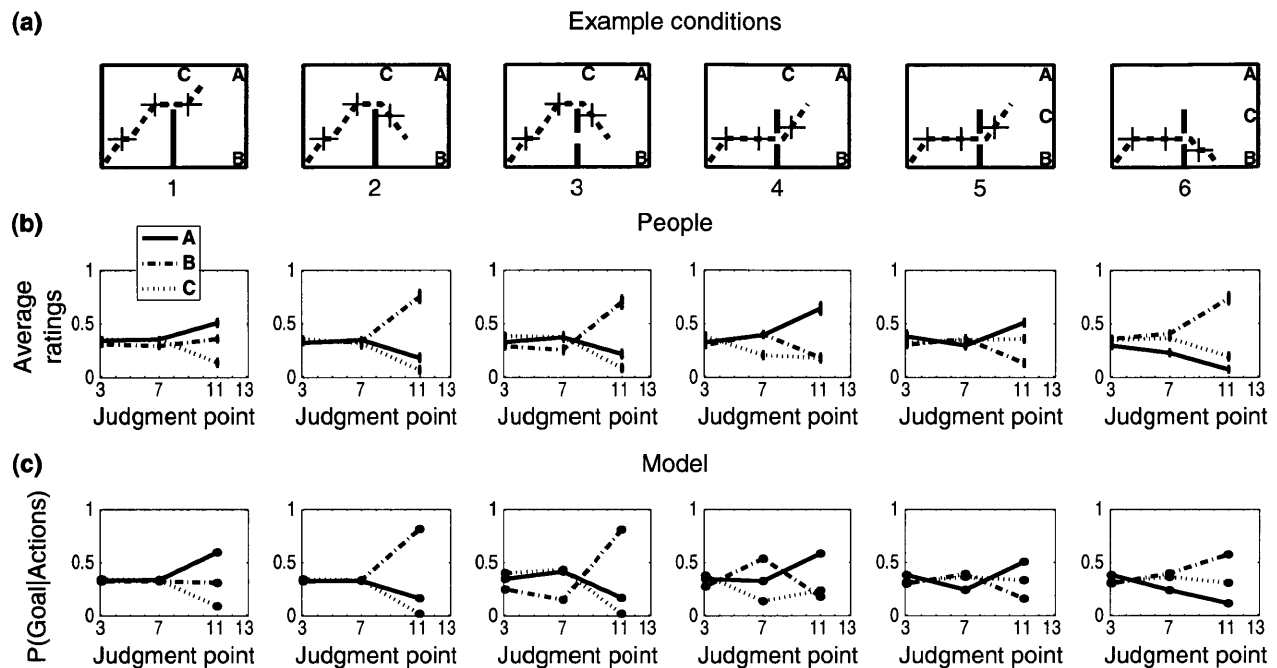 (a) Example conditions
C A B
C A B
C A B
C A B
A C B
A C B
1 2 3 4 5 6
(b) People
A
B
C
Average ratings
1 0.5 0 3 7 11 13
1 0.5 0 3 7 11 13
1 0.5 0 3 7 11 13
1 0.5 0 3 7 11 13
1 0.5 0 3 7 11 13
1 0.5 0 3 7 11 13
Judgment point Judgment point Judgment point Judgment point Judgment point Judgment point
(c) Model
P(Goal||Actions)
1 0.5 0 3 7 11 13
1 0.5 0 3 7 11 13
1 0.5 0 3 7 11 13
1 0.5 0 3 7 11 13
1 0.5 0 3 7 11 13
1 0.5 0 3 7 11 13
Judgment point Judgment point Judgment point Judgment point Judgment point Judgment point